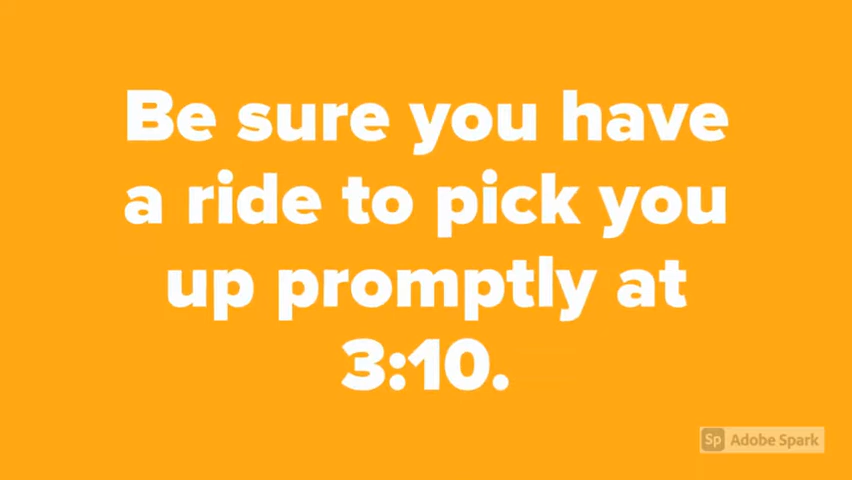 Be sure you have
a ride to pick you
up promptly at
3:10.
Sp Adobe Spark